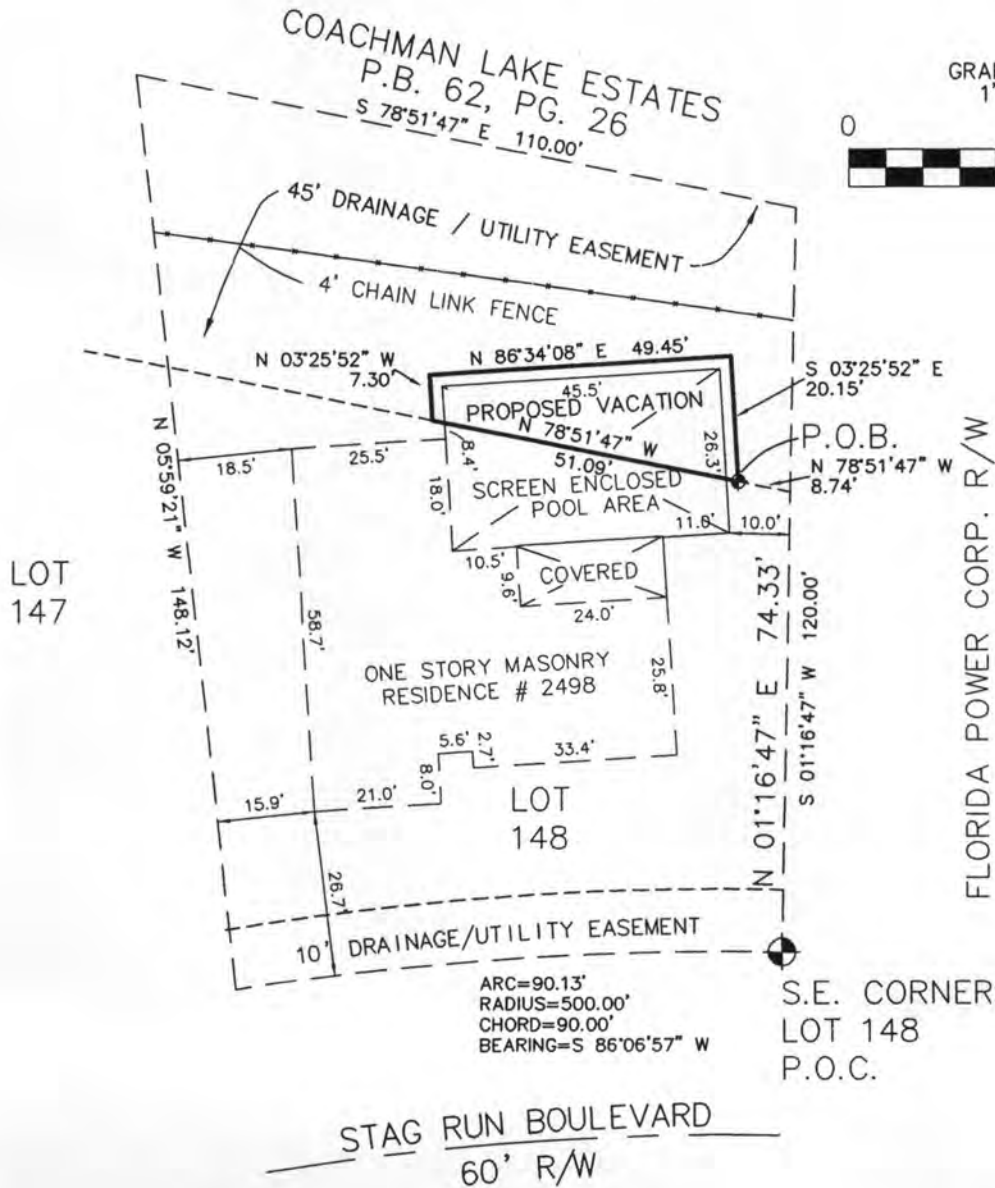 COACHMAN LAKE ESTATES
P.B. 62, PG. 26
S 78°51'47" E 110.00'
0
45' DRAINAGE / UTILITY EASEMENT
4' CHAIN LINK FENCE
N 03°25'52" W
7.30'
N 86°34'08" E 49.45'
S 03°25'52" E
20.15'
45.5'
PROPOSED VACATION
N 78°51'47" W
51.09'
26.3'
P.O.B.
N 78°51'47" W
8.74'
18.5'
25.5'
8.4'
18.0'
SCREEN ENCLOSED
POOL AREA
11.0'
10.0'
10.5'
9.6'
COVERED
24.0'
N 05°59'21" W 148.12'
LOT
147
58.7'
ONE STORY MASONRY
RESIDENCE # 2498
25.8'
5.6'
2.7'
33.4'
8.0'
15.9'
21.0'
LOT
148
N 01°16'47" E 74.33'
S 01°16'47" W 120.00'
FLORIDA POWER CORP. R/W
26.7'
10' DRAINAGE/UTILITY EASEMENT
ARC=90.13'
RADIUS=500.00'
CHORD=90.00'
BEARING=S 86°06'57" W
S.E. CORNER
LOT 148
P.O.C.
STAG RUN BOULEVARD
60' R/W